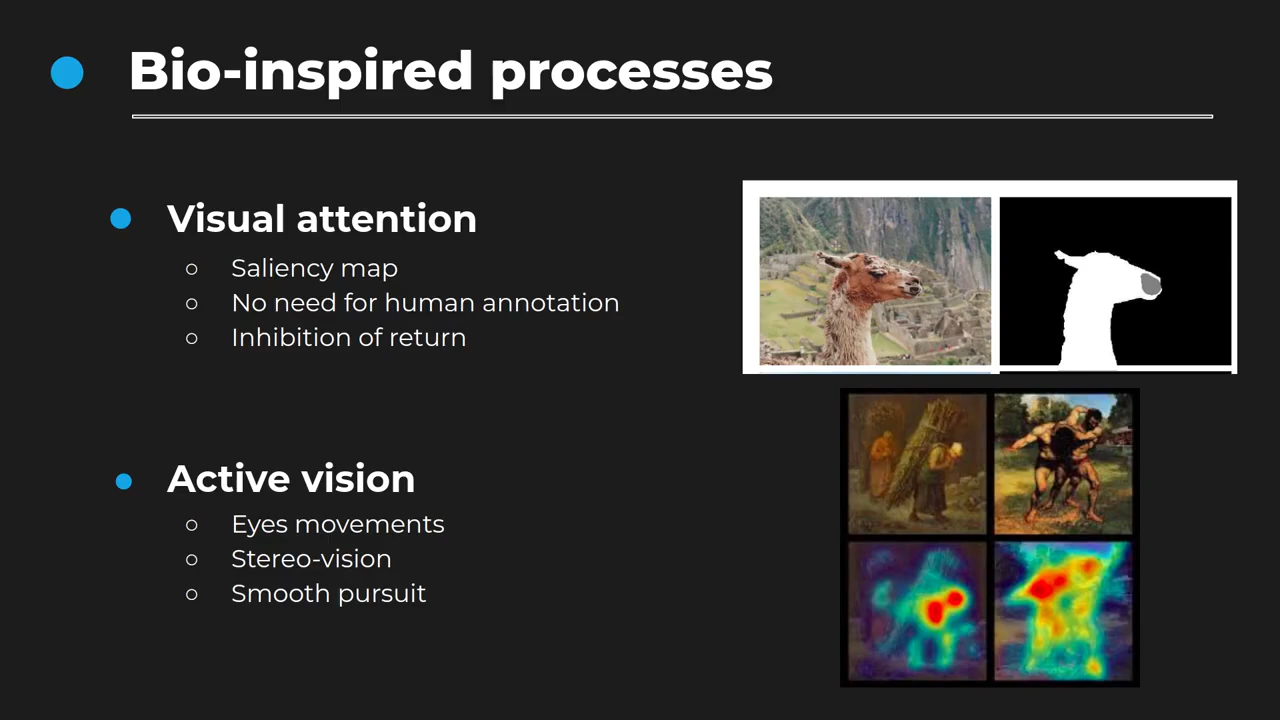 Bio-inspired processes
Visual attention
Saliency map
No need for human annotation
Inhibition of return
Active vision
Eyes movements
Stereo-vision
Smooth pursuit